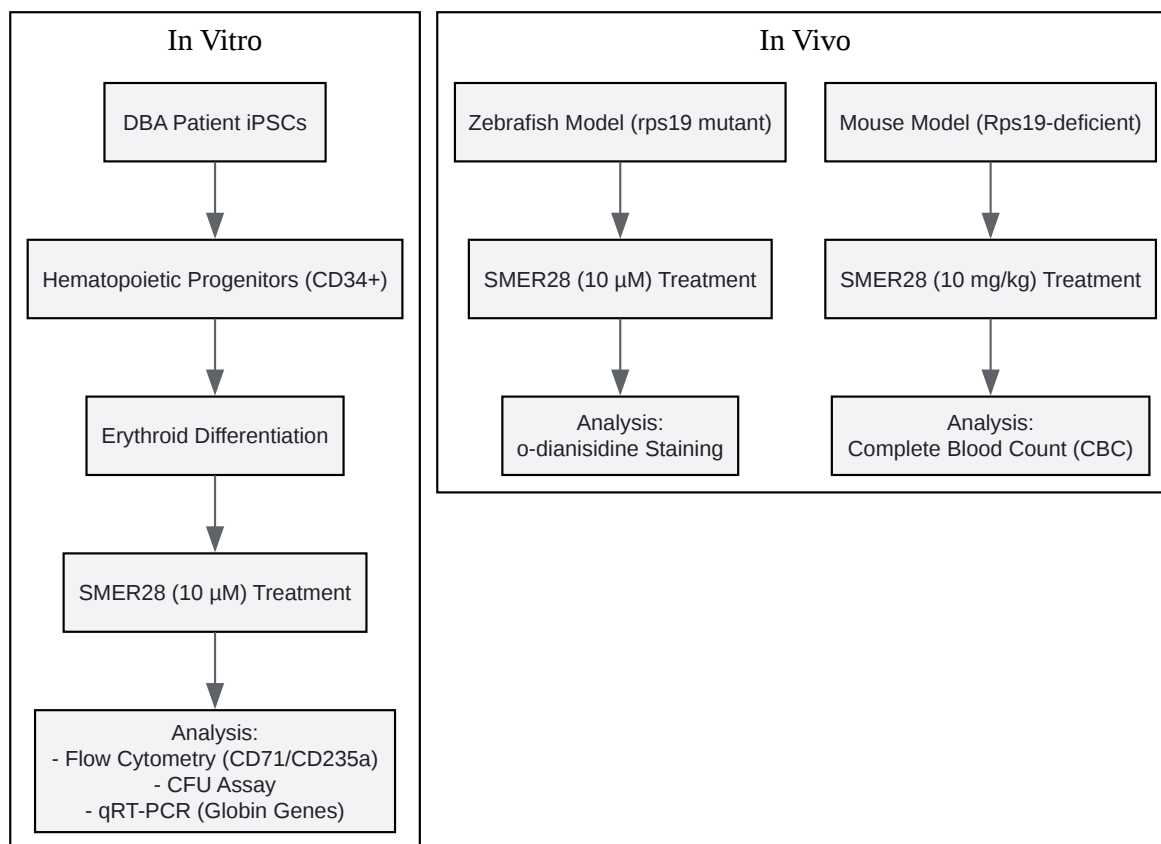 In Vitro
DBA Patient iPSCs
Hematopoietic Progenitors (CD34+)
Erythroid Differentiation
SMER28 (10 µM) Treatment
Analysis:
- Flow Cytometry (CD71/CD235a)
- CFU Assay
- qRT-PCR (Globin Genes)
In Vivo
Zebrafish Model (rps19 mutant)
SMER28 (10 µM) Treatment
Analysis:
o-dianisidine Staining
Mouse Model (Rps19-deficient)
SMER28 (10 mg/kg) Treatment
Analysis:
Complete Blood Count (CBC)